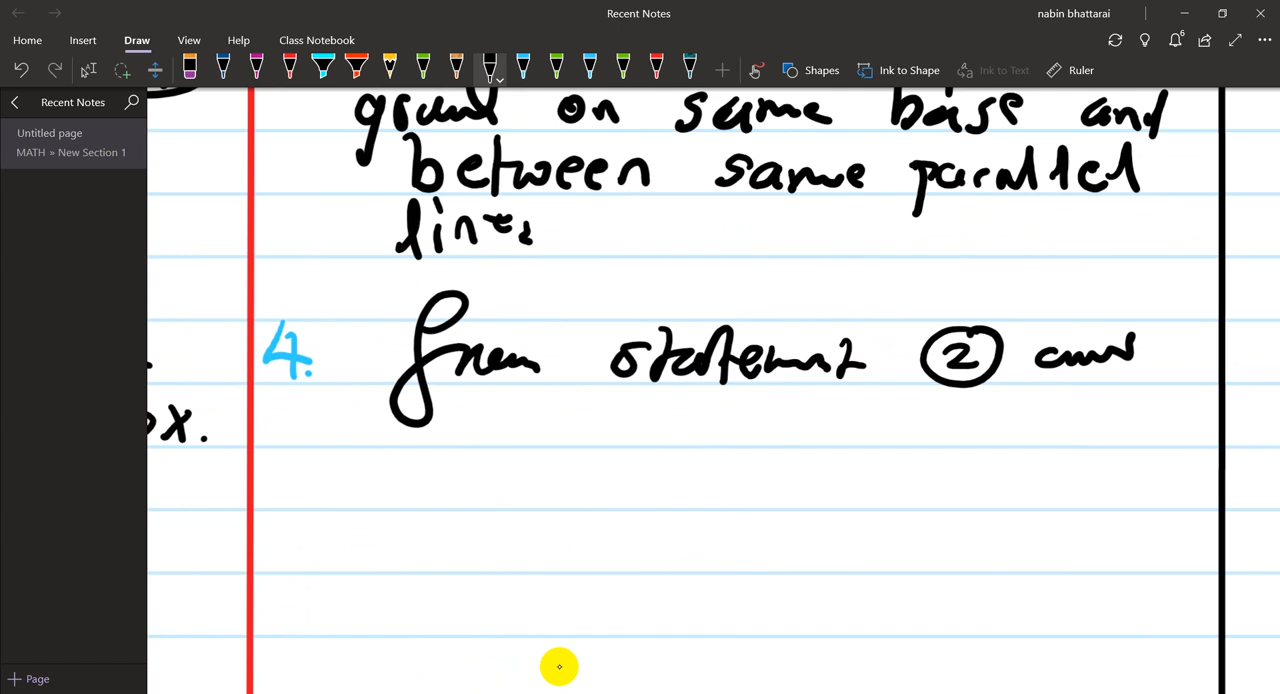 Recent Notes
nabin bhattarai
Home Insert Draw View Help Class Notebook
6
Shapes Ink to Shape Ink to Text Ruler
Recent Notes
Untitled page
MATH » New Section 1
on same base and
between same parallel
lines
4. from statement 2 and
x.
Page